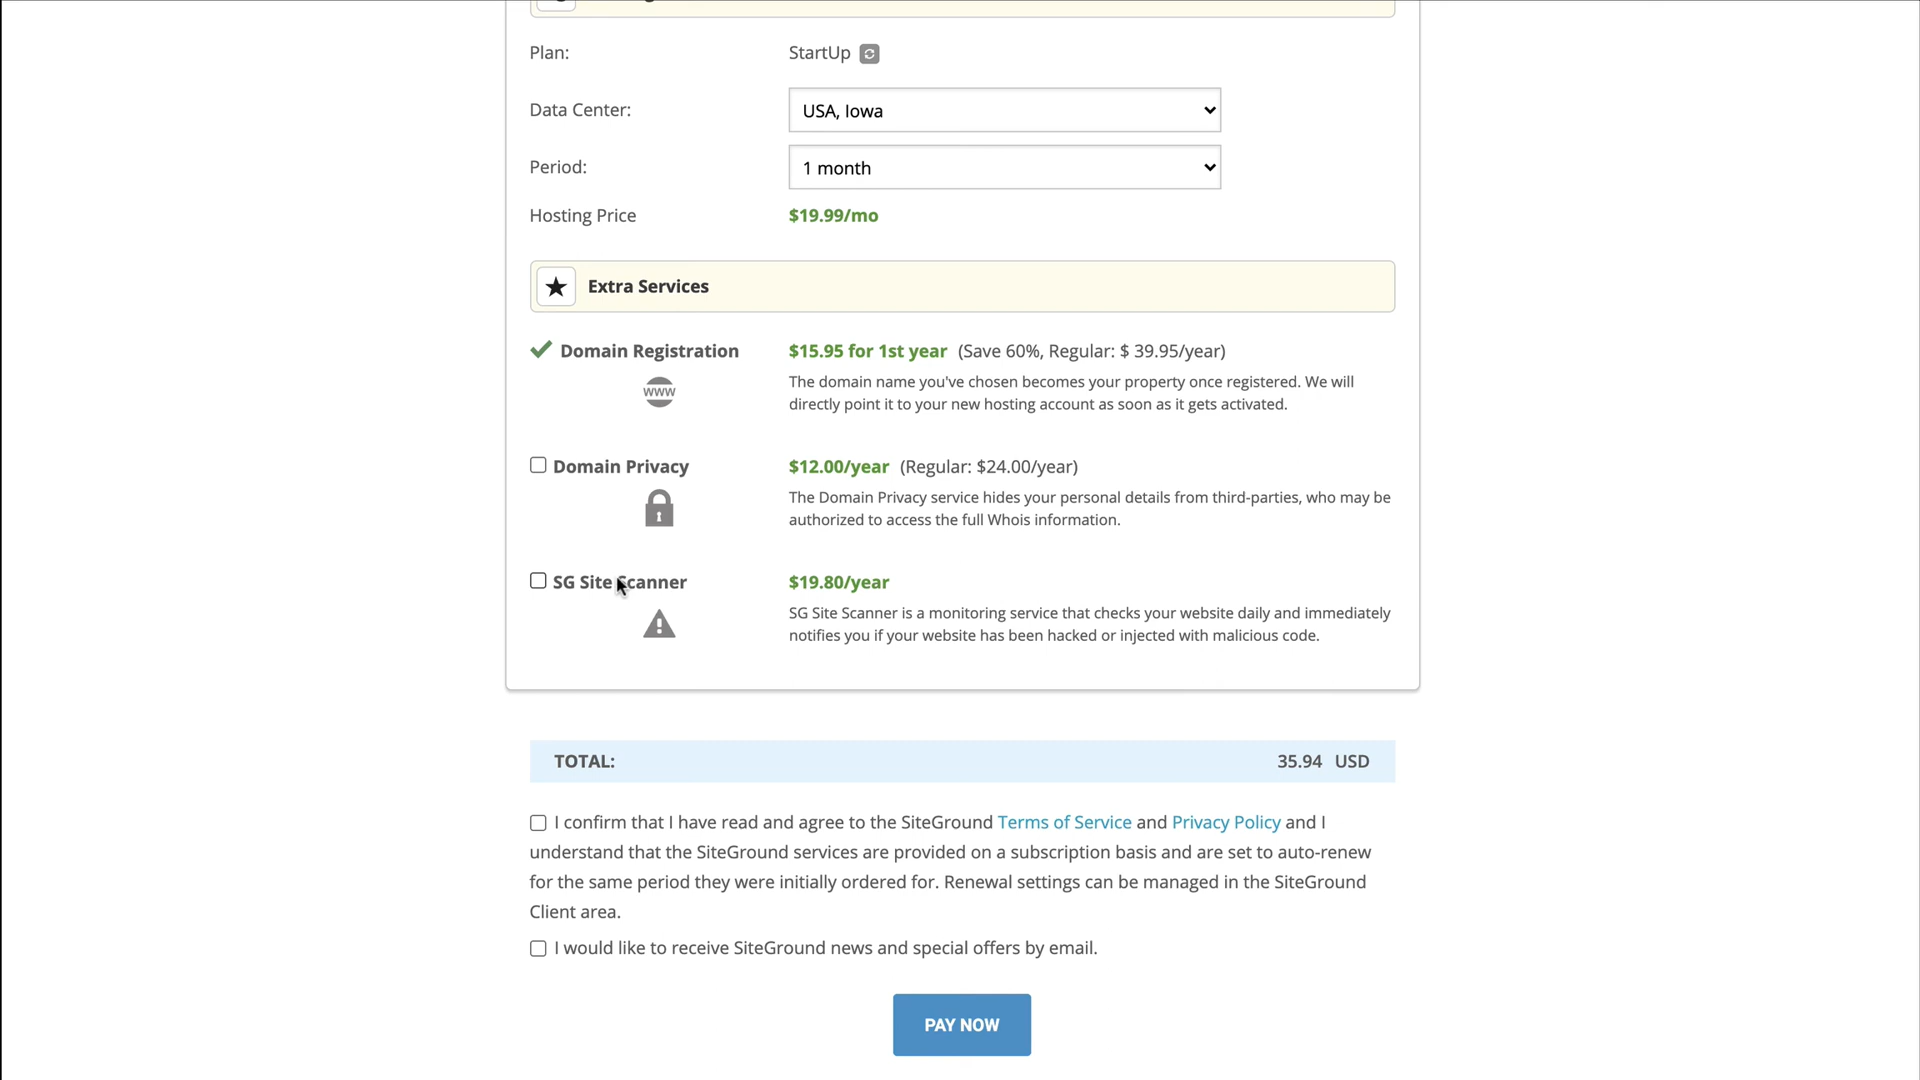 Plan: StartUp
Data Center: USA, Iowa
Period: 1 month
Hosting Price $19.99/mo
Extra Services
Domain Registration $15.95 for 1st year (Save 60%, Regular: $ 39.95/year)
www
The domain name you've chosen becomes your property once registered. We will
directly point it to your new hosting account as soon as it gets activated.
Domain Privacy $12.00/year (Regular: $24.00/year)
The Domain Privacy service hides your personal details from third-parties, who may be
authorized to access the full Whois information.
SG Site Scanner $19.80/year
SG Site Scanner is a monitoring service that checks your website daily and immediately
notifies you if your website has been hacked or injected with malicious code.
TOTAL: 35.94 USD
I confirm that I have read and agree to the SiteGround Terms of Service and Privacy Policy and I
understand that the SiteGround services are provided on a subscription basis and are set to auto-renew
for the same period they were initially ordered for. Renewal settings can be managed in the SiteGround
Client area.
I would like to receive SiteGround news and special offers by email.
PAY NOW